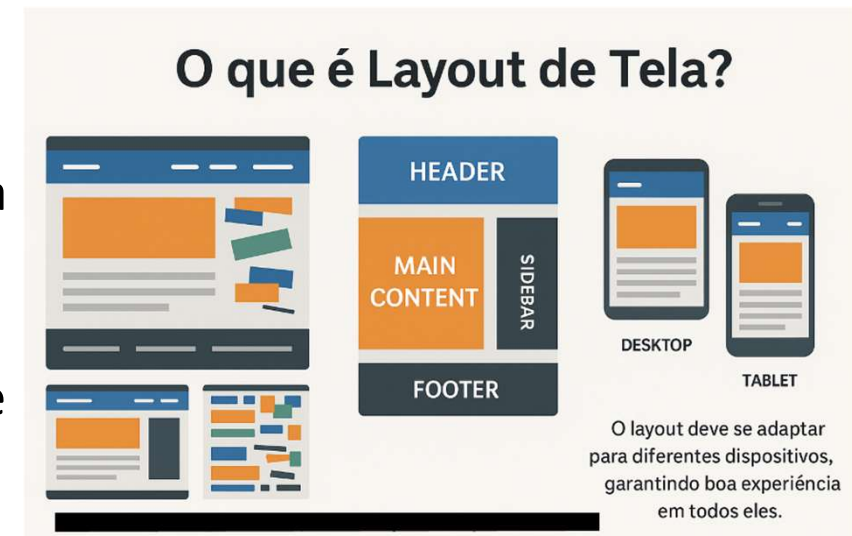 O que é Layout de Tela?
HEADER
MAIN
CONTENT
SIDEBAR
FOOTER
DESKTOP
TABLET
O layout deve se adaptar
para diferentes dispositivos,
garantindo boa experiéncia
em todos eles.